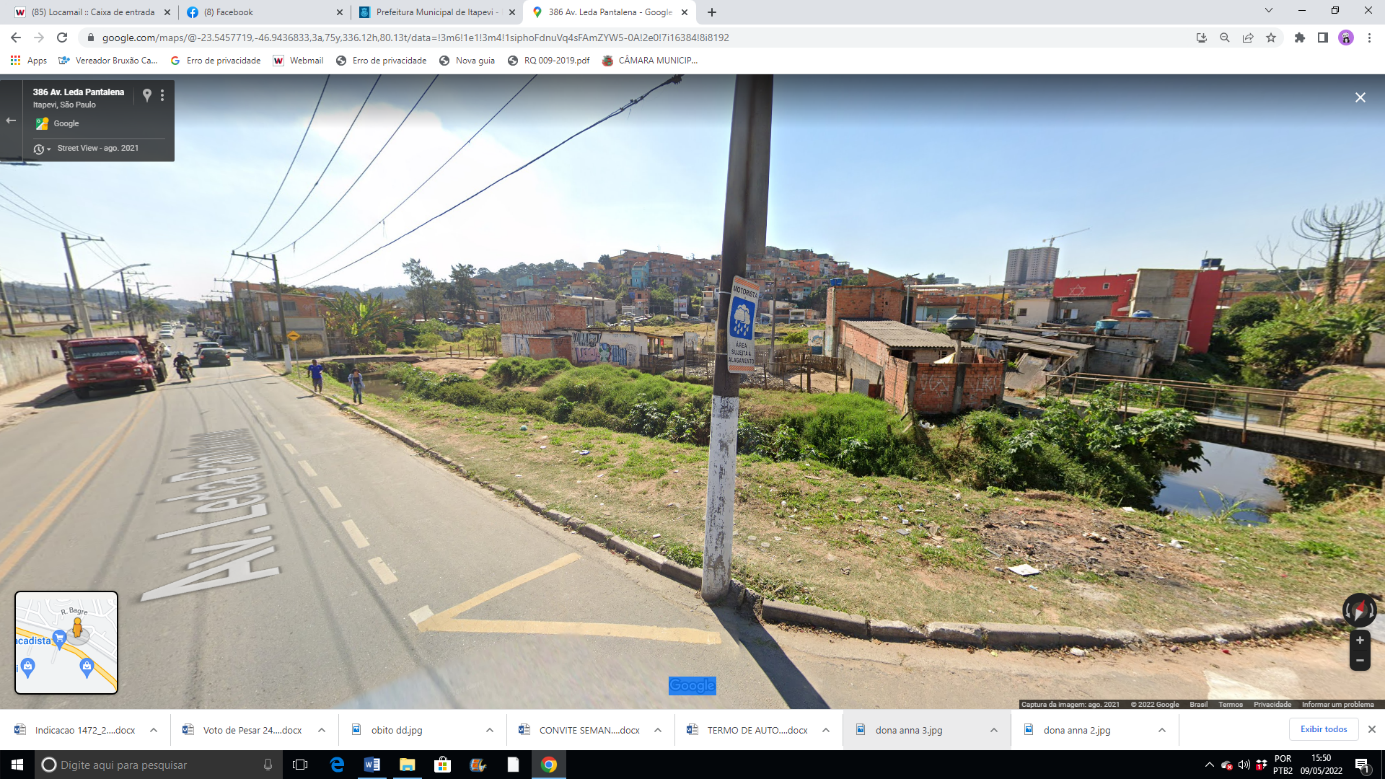 (85) Locamail :: Caixa de entrada
(8) Facebook
Prefeitura Municipal de Itapevi -
386 Av. Leda Pantalena - Google
google.com/maps/@-23.5457719,-46.9436833,3a,75y,336.12h,80.13t/data=!3m6!1e1!3m4!1siphoFdnuVq4sFAmZYW5-0A!2e0!7i16384!8i8192
Apps
Vereador Bruxão Ca...
Erro de privacidade
Webmail
Erro de privacidade
Nova guia
RQ 009-2019.pdf
CÂMARA MUNICIP...
386 Av. Leda Pantalena
Itapevi, São Paulo
Google
Street View - ago. 2021
MOTORISTA
ÁREA
SUJEITA A
ALAGAMENTO
Av. Leda Pantalena
R. Begre
acadista
Google
Captura da imagem: ago. 2021 © 2022 Google Brasil Termos Privacidade Informar um problema
Indicacao 1472_2....docx
Voto de Pesar 24....docx
obito dd.jpg
CONVITE SEMAN....docx
TERMO DE AUTO....docx
dona anna 3.jpg
dona anna 2.jpg
Exibir todos
Digite aqui para pesquisar
POR
PTB2
15:50
09/05/2022
1